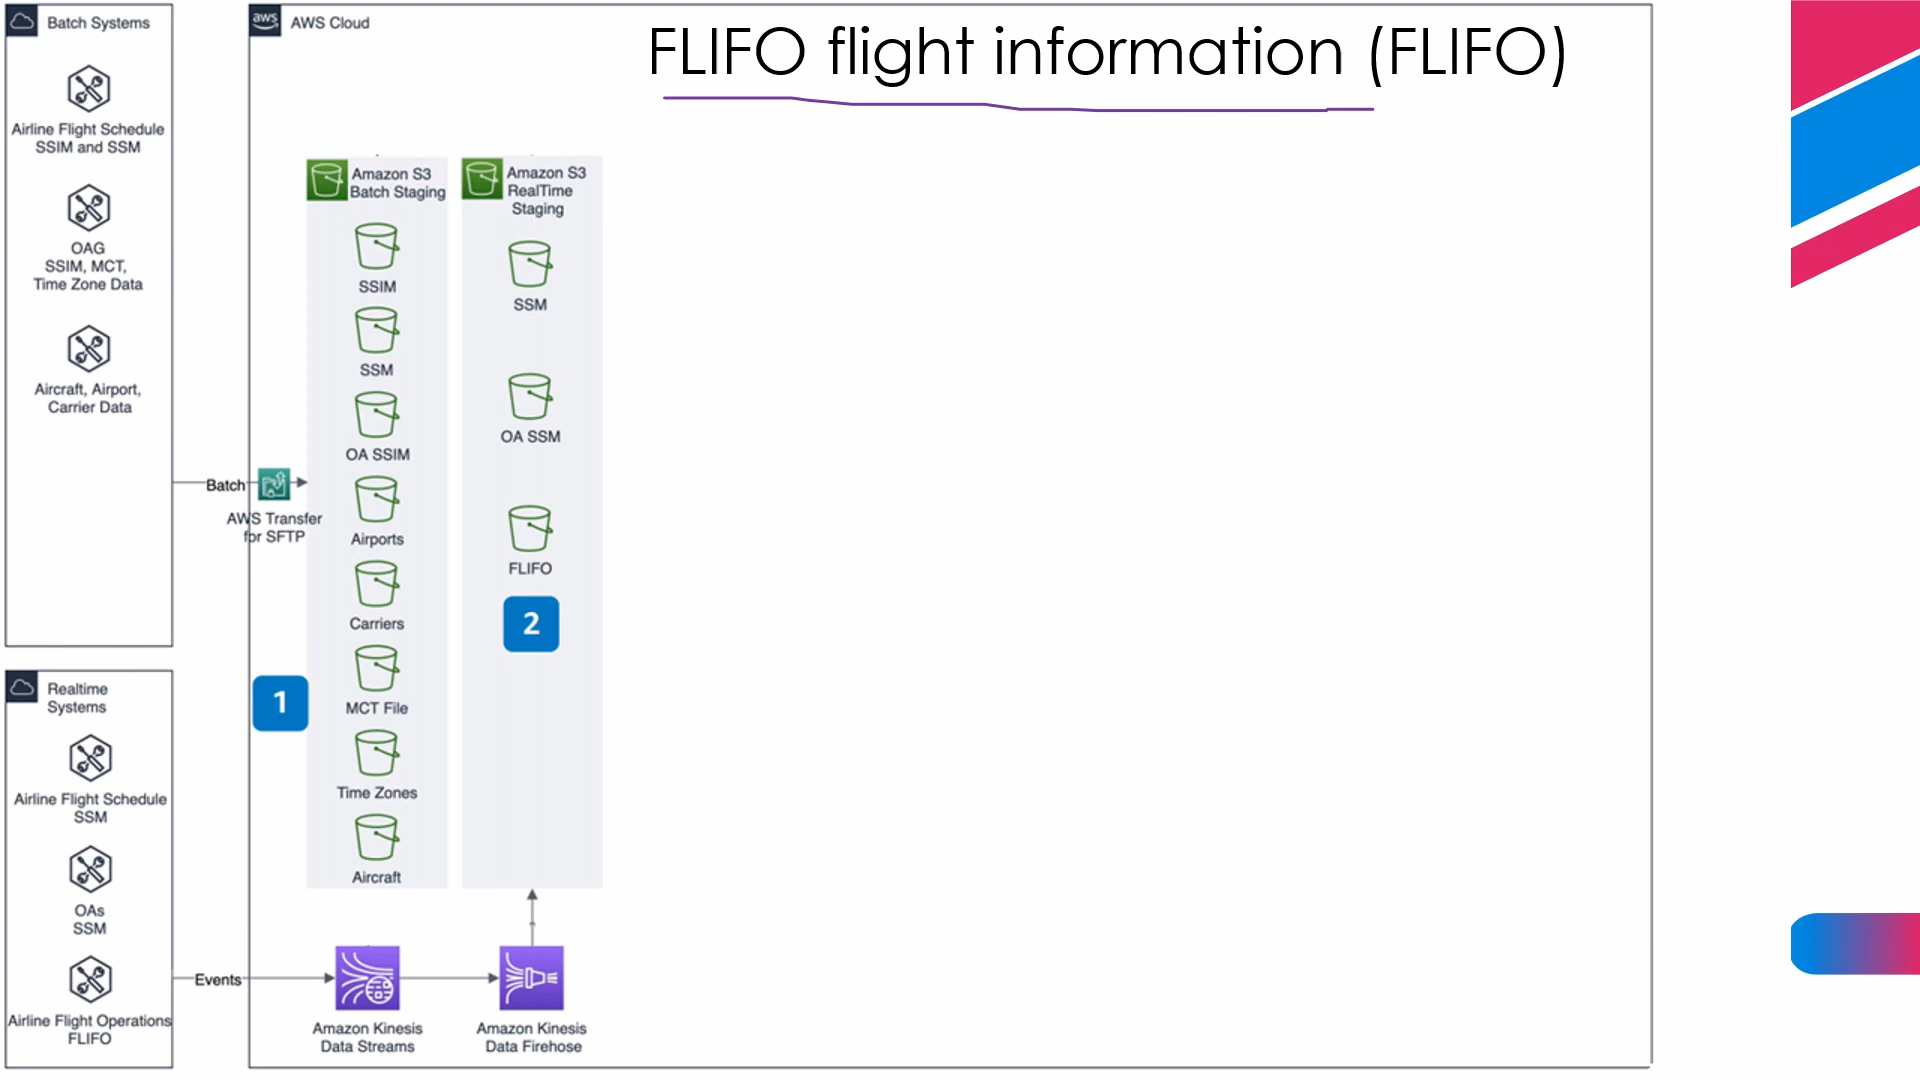 Batch Systems
Airline Flight Schedule
SSIM and SSM
OAG
SSIM, MCT,
Time Zone Data
Aircraft, Airport,
Carrier Data
Realtime
Systems
Airline Flight Schedule
SSM
OAs
SSM
Airline Flight Operations
FLIFO
aws
AWS Cloud
FLIFO flight information (FLIFO)
Batch
AWS Transfer
for SFTP
1
Amazon S3
Batch Staging
SSIM
SSM
OA SSIM
Airports
Carriers
MCT File
Time Zones
Aircraft
Amazon S3
RealTime
Staging
SSM
OA SSM
FLIFO
2
Events
Amazon Kinesis
Data Streams
Amazon Kinesis
Data Firehose